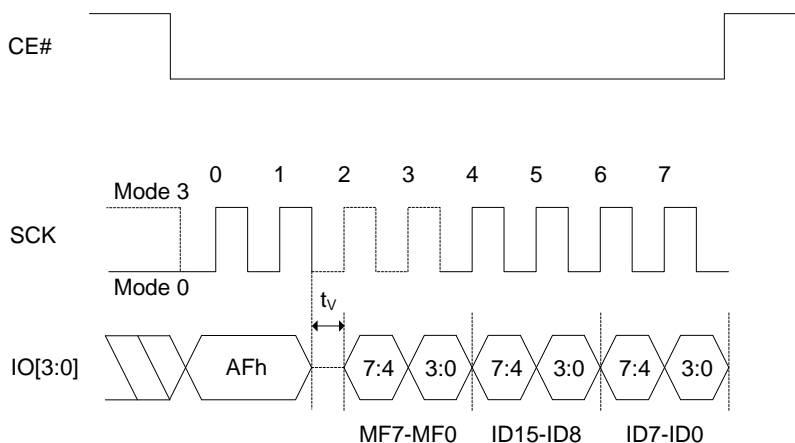 CE#
0 1 2 3 4 5 6 7
Mode 3
SCK
Mode 0
tV
IO[3:0]
AFh
7:4 3:0 7:4 3:0 7:4 3:0
MF7-MF0 ID15-ID8 ID7-ID0